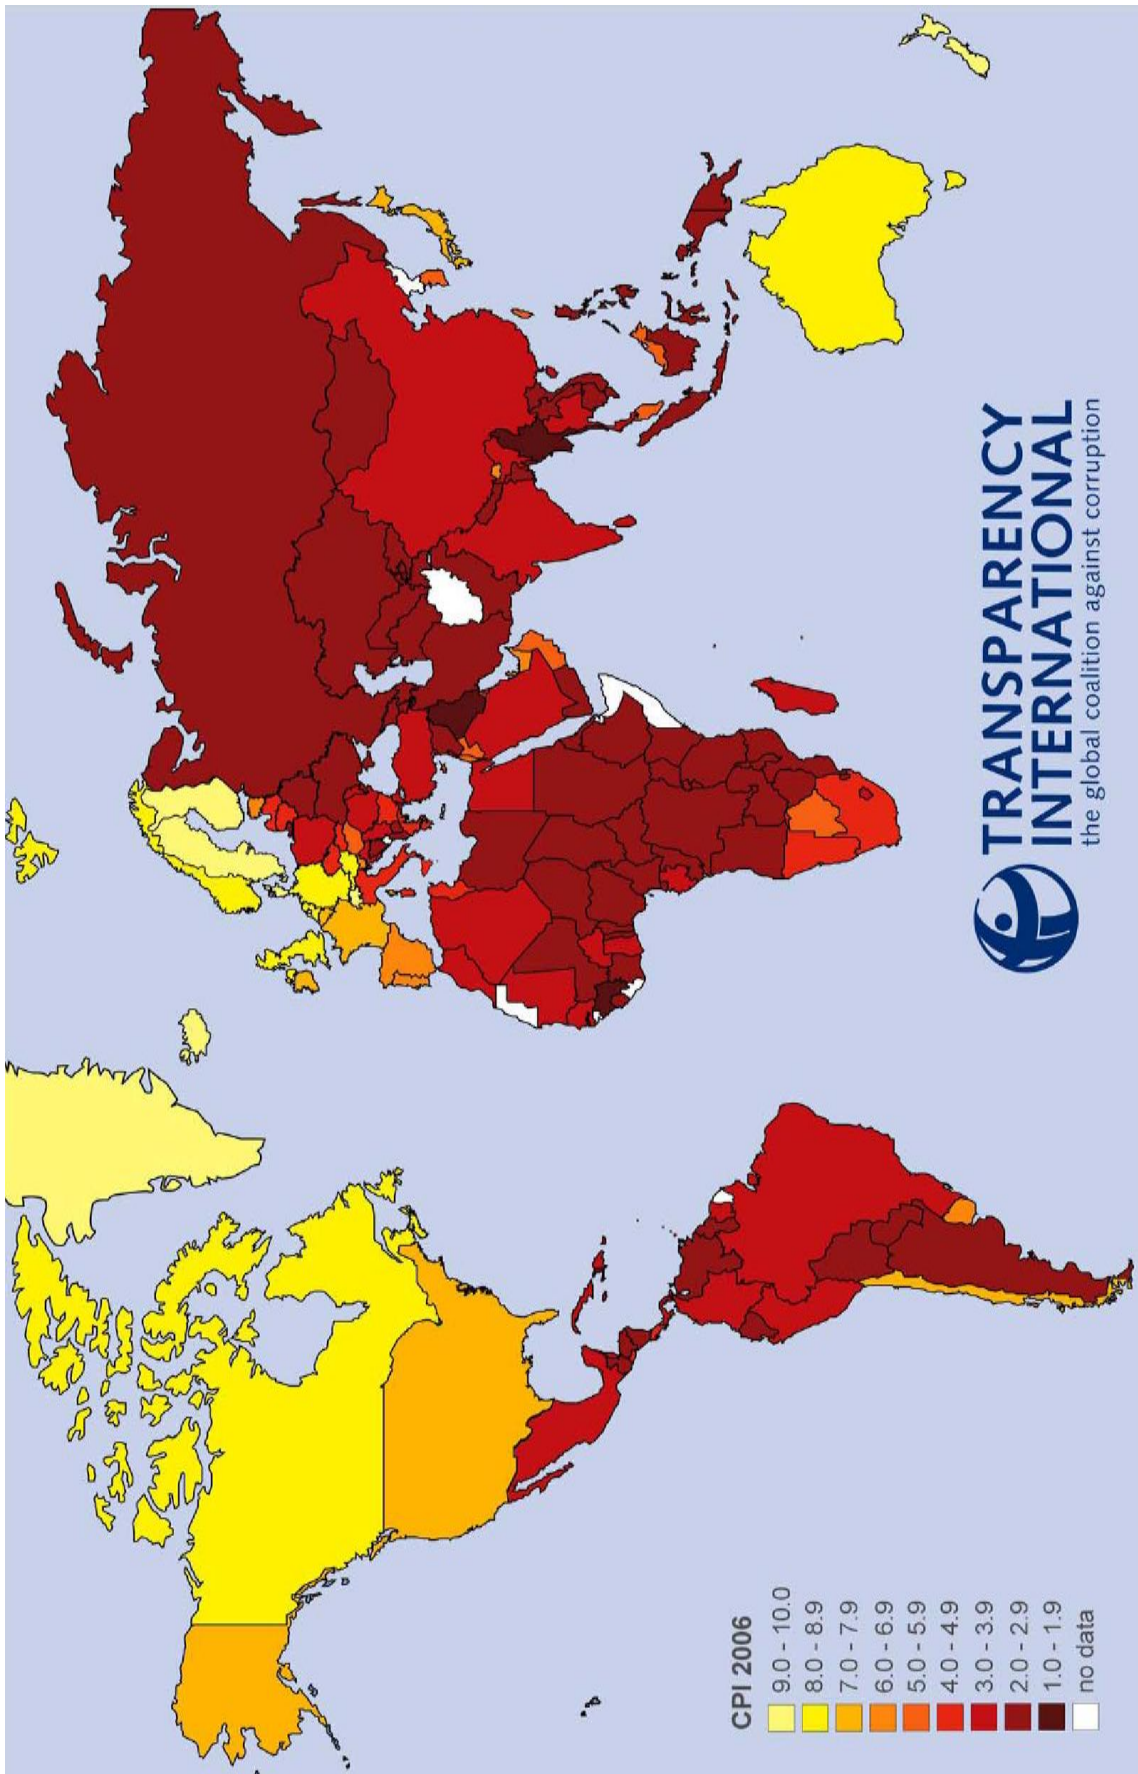 CPI 2006
9.0 - 10.0
8.0 - 8.9
7.0 - 7.9
6.0 - 6.9
5.0 - 5.9
4.0 - 4.9
3.0 - 3.9
2.0 - 2.9
1.0 - 1.9
no data
TRANSPARENCY
INTERNATIONAL
the global coalition against corruption